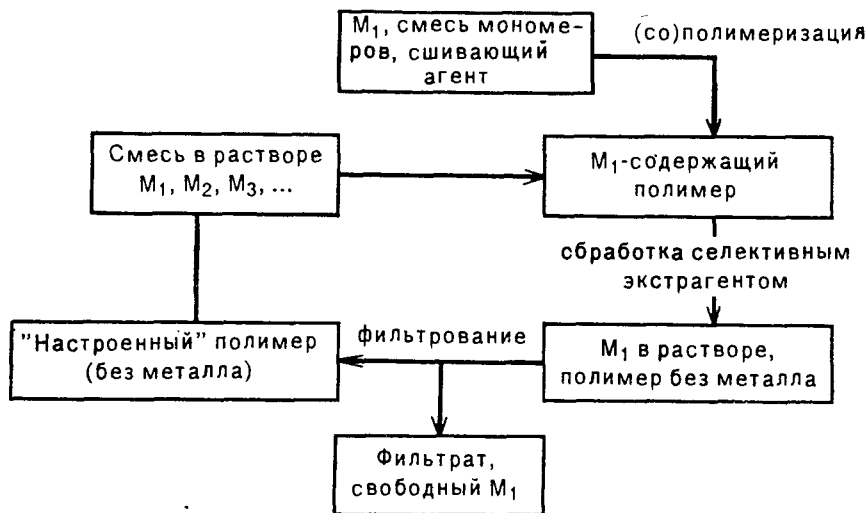 M₁, смесь мономе-
ров, сшивающий
агент
(со)полимеризация
Смесь в растворе
M₁, M₂, M₃, ...
M₁-содержащий
полимер
сбработка селективным
экстрагентом
"Настроенный" полимер
(без металла)
фильтрование
M₁ в растворе,
полимер без металла
Фильтрат,
свободный M₁